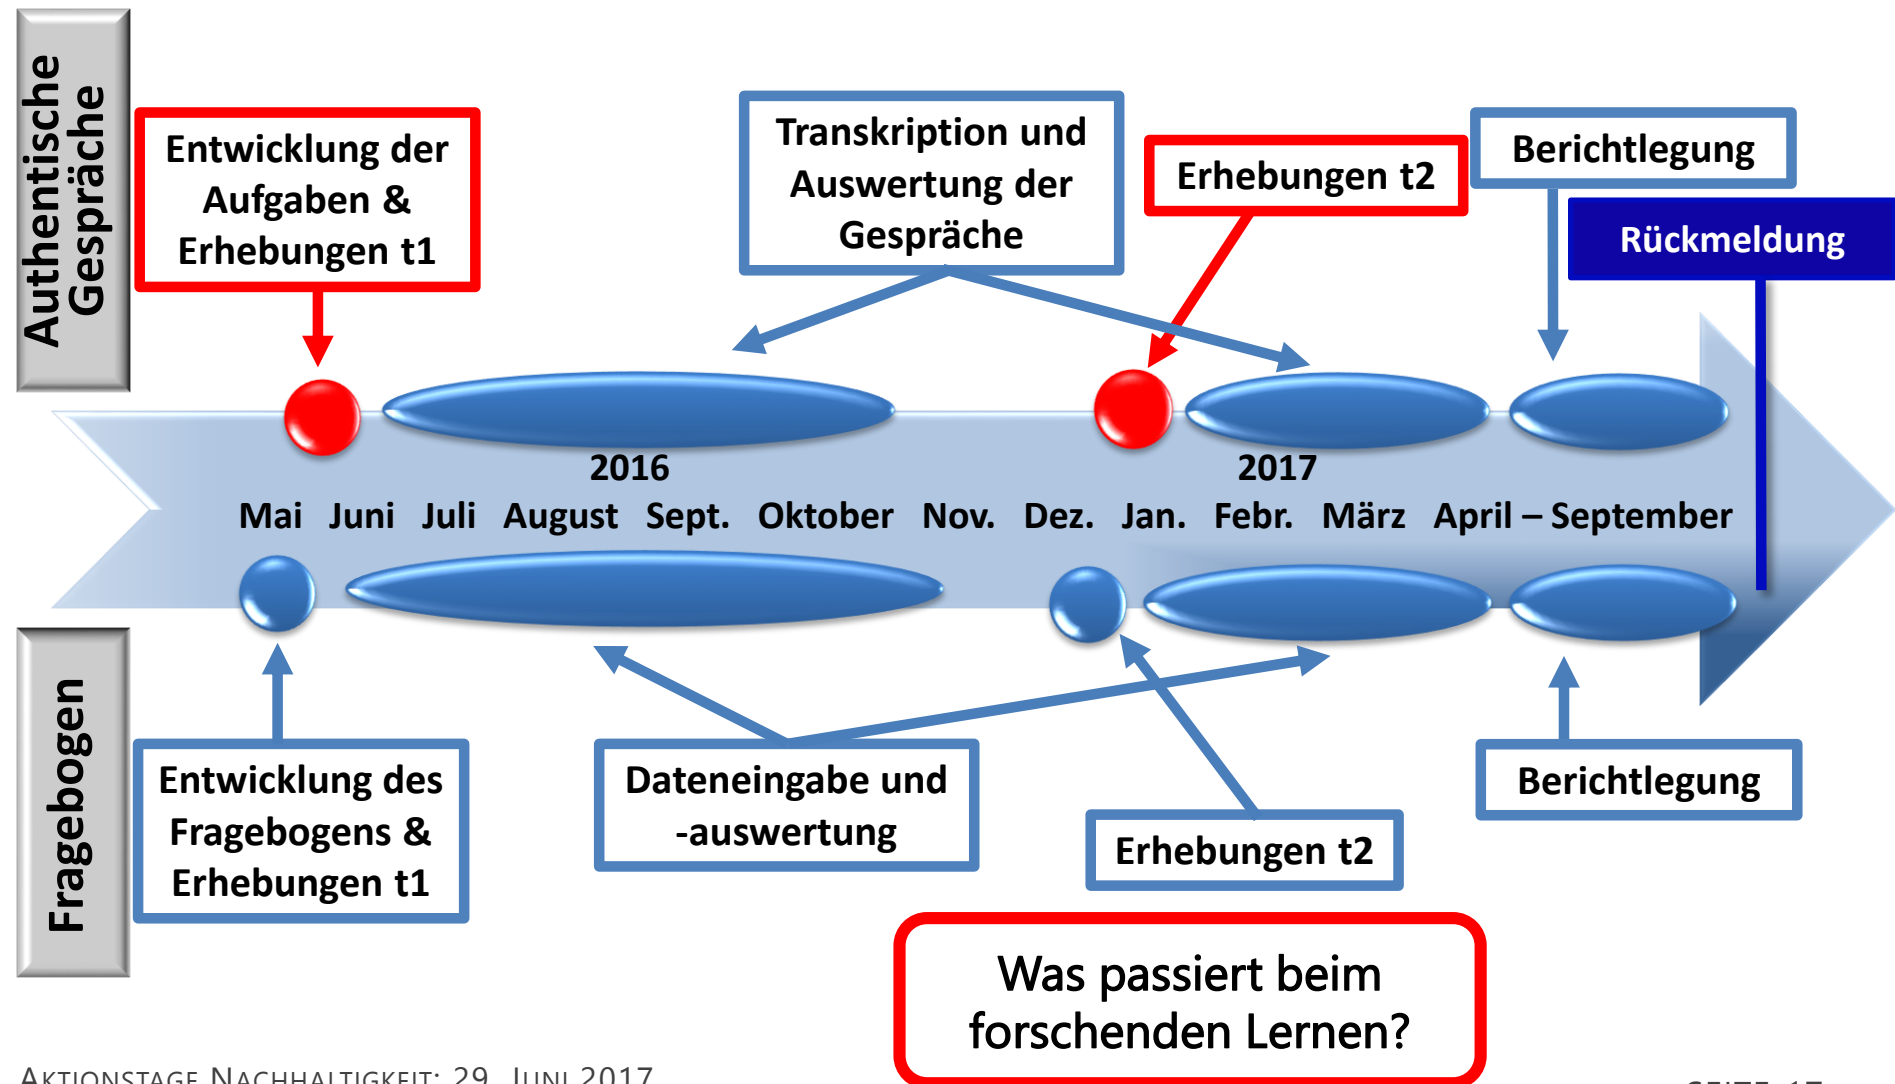 Authentische
Gespräche
Entwicklung der
Aufgaben &
Erhebungen t1
Transkription und
Auswertung der
Gespräche
Erhebungen t2
Berichtlegung
Rückmeldung
2016
2017
Mai Juni Juli August Sept. Oktober Nov. Dez. Jan. Febr. März April – September
Fragebogen
Entwicklung des
Fragebogens &
Erhebungen t1
Dateneingabe und
-auswertung
Erhebungen t2
Berichtlegung
Was passiert beim
forschenden Lernen?
AKTIONSTAGE NACHHALTIGKEIT: 29. JUNI 2017
SEITE 17